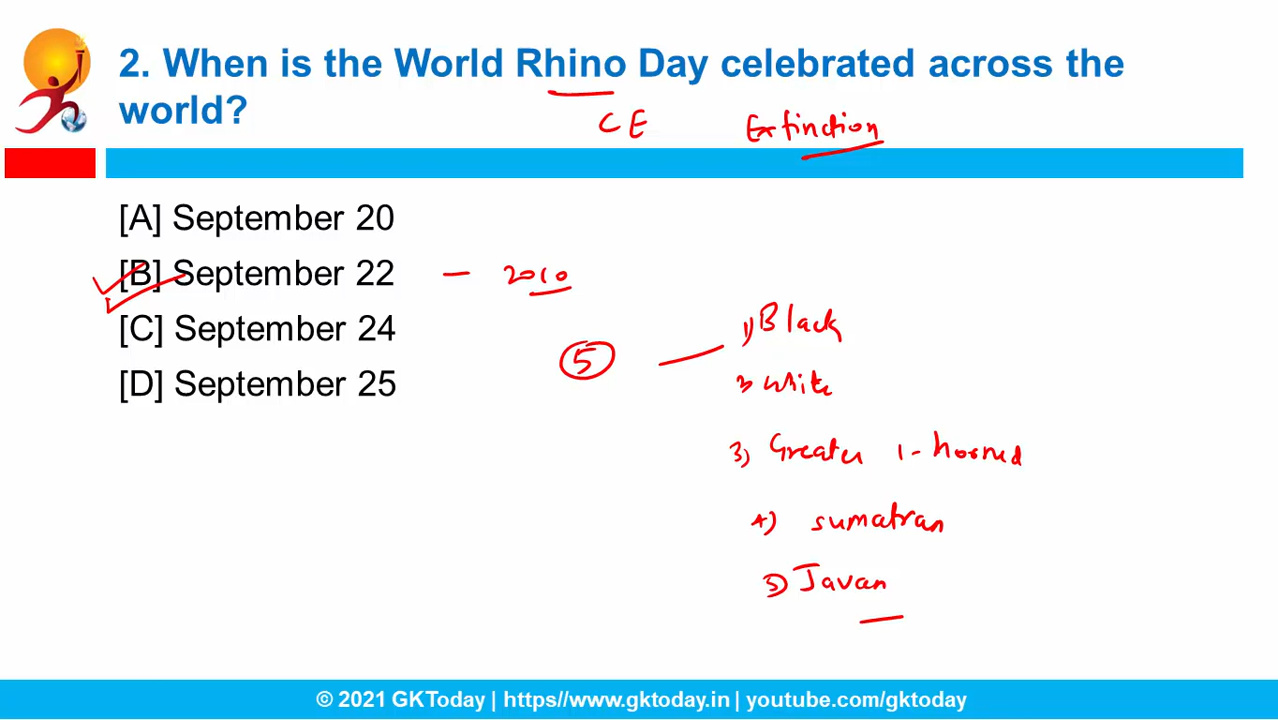 2. When is the World Rhino Day celebrated across the
world?
CE Extinction
[A] September 20
[B] September 22 - 2010
[C] September 24
[D] September 25
5
1) Black
2) White
3) Greater 1-horned
4) Sumatran
5) Javan
© 2021 GKToday | https//www.gktoday.in | youtube.com/gktoday